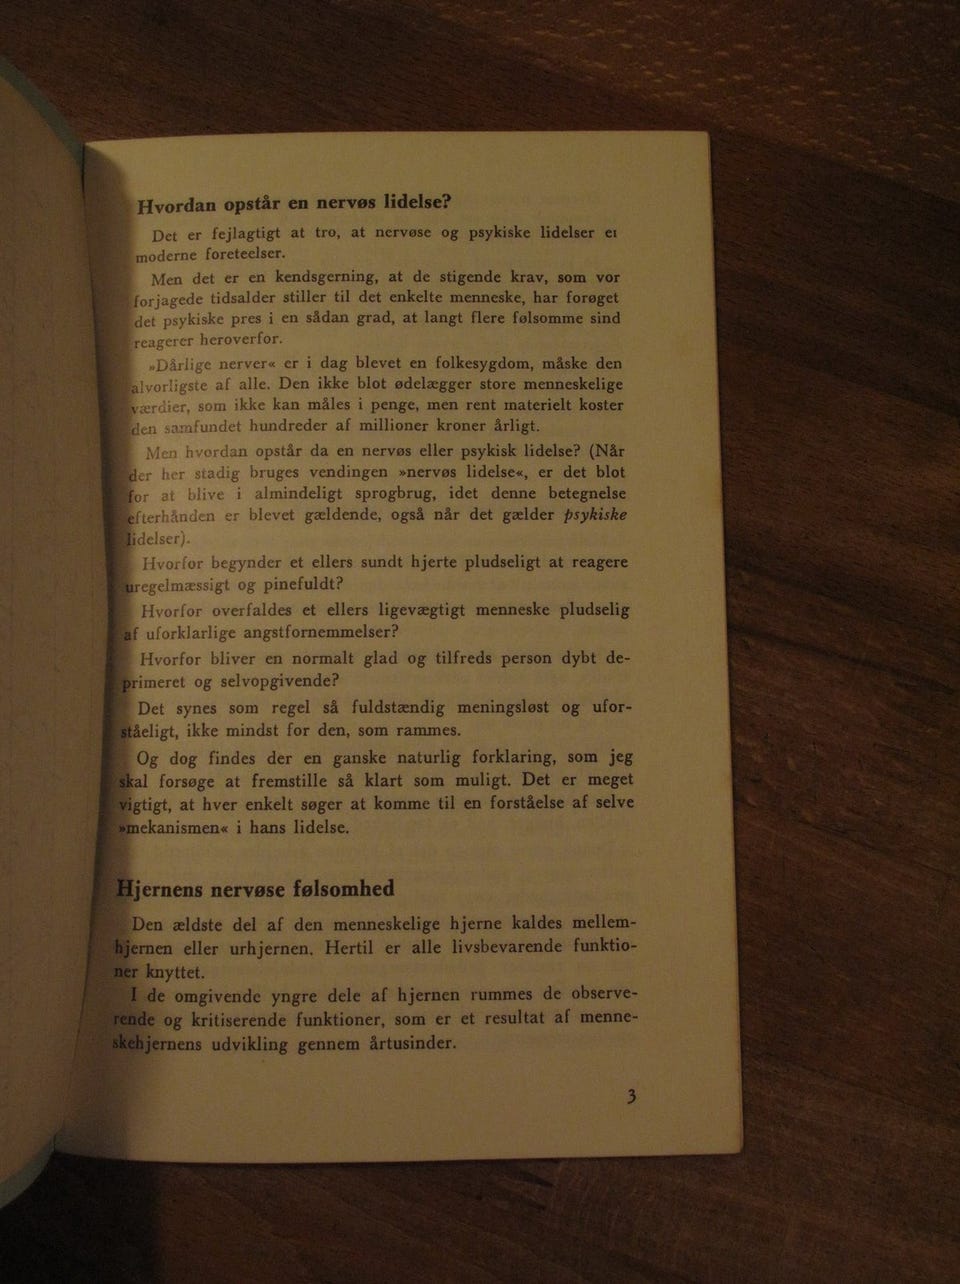 Hvordan opstår en nervøs lidelse?
Det er fejlagtigt at tro, at nervøse og psykiske lidelser er
moderne foreteelser.
Men det er en kendsgerning, at de stigende krav, som vor
forjagede tidsalder stiller til det enkelte menneske, har forøget
det psykiske pres i en sådan grad, at langt flere følsomme sind
reagerer heroverfor.
»Dårlige nerver« er i dag blevet en folkesygdom, måske den
alvorligste af alle. Den ikke blot ødelægger store menneskelige
værdier, som ikke kan måles i penge, men rent materielt koster
den samfundet hundreder af millioner kroner årligt.
Men hvordan opstår da en nervøs eller psykisk lidelse? (Når
der her stadig bruges vendingen »nervøs lidelse«, er det blot
for at blive i almindeligt sprogbrug, idet denne betegnelse
efterhånden er blevet gældende, også når det gælder psykiske
lidelser).
Hvorfor begynder et ellers sundt hjerte pludseligt at reagere
uregelmæssigt og pinefuldt?
Hvorfor overfaldes et ellers ligevægtigt menneske pludselig
af uforklarlige angstfornemmelser?
Hvorfor bliver en normalt glad og tilfreds person dybt de-
primeret og selvopgivende?
Det synes som regel så fuldstændig meningsløst og ufor-
ståeligt, ikke mindst for den, som rammes.
Og dog findes der en ganske naturlig forklaring, som jeg
skal forsøge at fremstille så klart som muligt. Det er meget
vigtigt, at hver enkelt søger at komme til en forståelse af selve
»mekanismen« i hans lidelse.
Hjernens nervøse følsomhed
Den ældste del af den menneskelige hjerne kaldes mellem-
hjernen eller urhjernen. Hertil er alle livsbevarende funktio-
ner knyttet.
I de omgivende yngre dele af hjernen rummes de observe-
rende og kritiserende funktioner, som er et resultat af menne-
skehjernens udvikling gennem årtusinder.
3